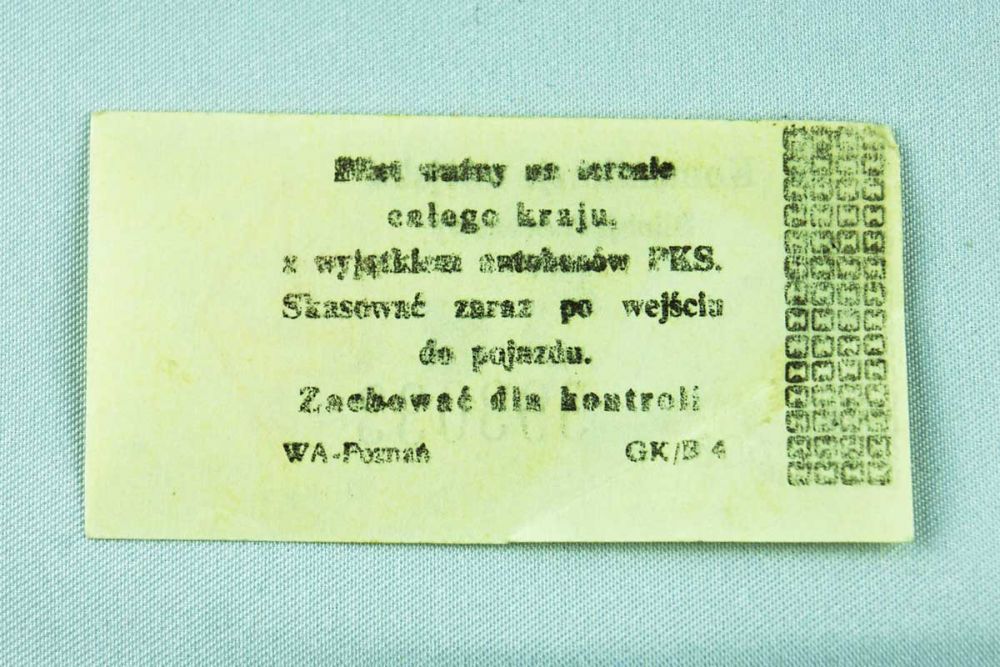 Bilet ważny na terenie
całego kraju,
z wyjątkiem autobusów PKS.
Skasować zaraz po wejściu
do pojazdu.
Zachować dla kontroli
WA-Poznań GK/B 4